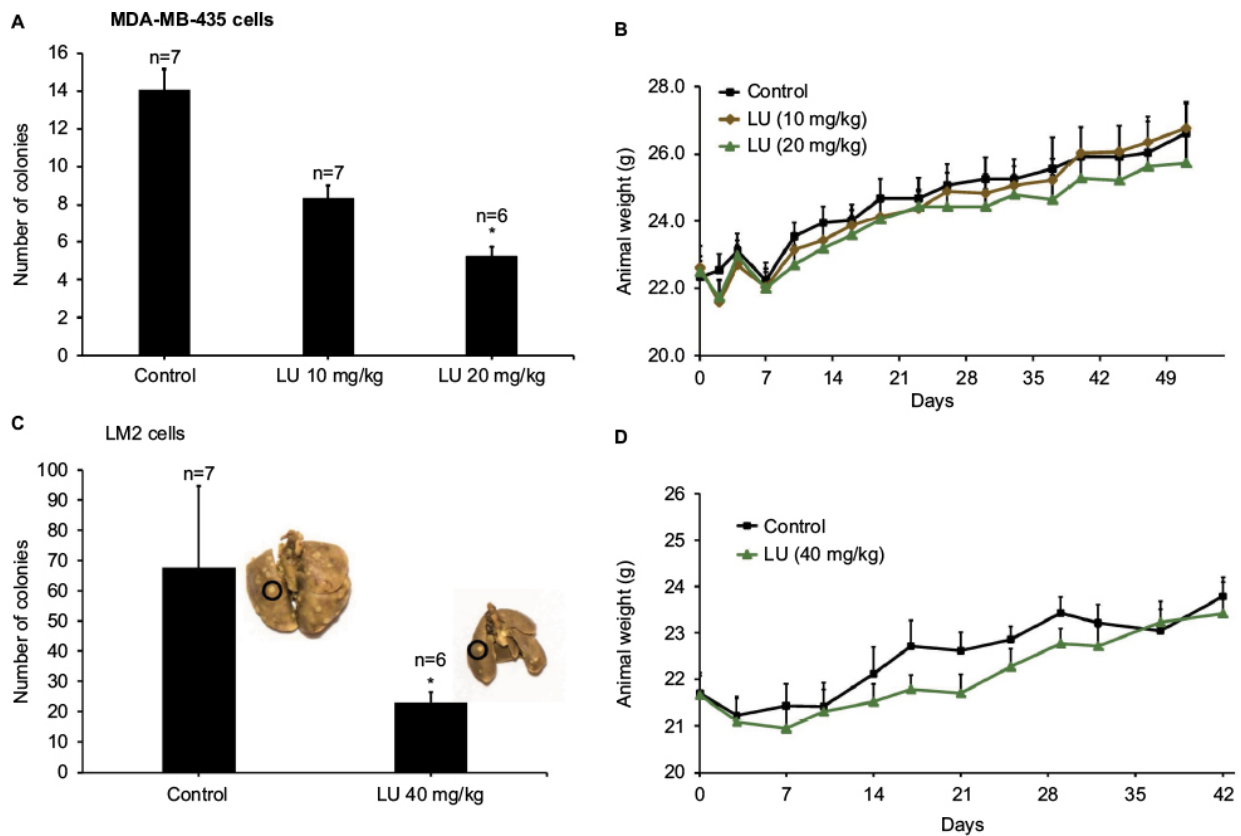 A
MDA-MB-435 cells
Number of colonies
16
14
12
10
8
6
4
2
0
n=7
n=7
n=6
*
Control
LU 10 mg/kg
LU 20 mg/kg
B
Animal weight (g)
28.0
26.0
24.0
22.0
20.0
Control
LU (10 mg/kg)
LU (20 mg/kg)
0 7 14 21 28 35 42 49
Days
C
LM2 cells
Number of colonies
100
90
80
70
60
50
40
30
20
10
0
n=7
n=6
*
Control
LU 40 mg/kg
D
Animal weight (g)
26
25
24
23
22
21
20
Control
LU (40 mg/kg)
0 7 14 21 28 35 42
Days